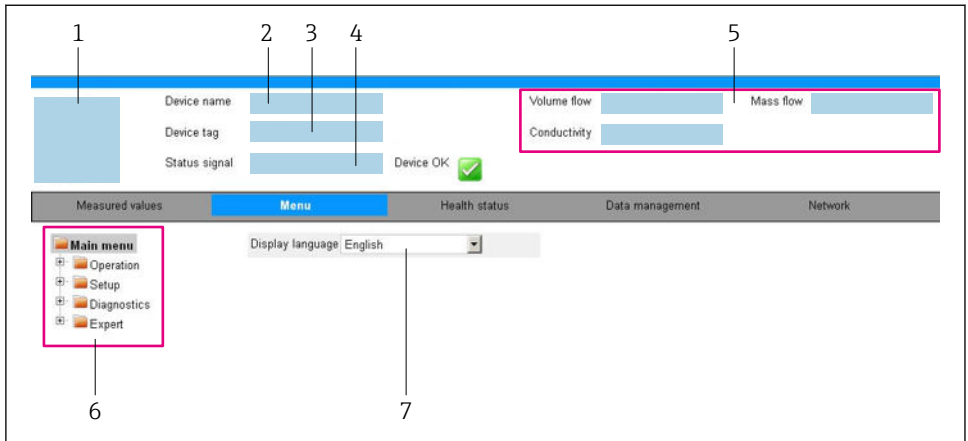 1 2 3 4 5
Device name Volume flow Mass flow
Device tag Conductivity
Status signal Device OK
Measured values Menu Health status Data management Network
Main menu Display language English
Operation
Setup
Diagnostics
Expert
6 7